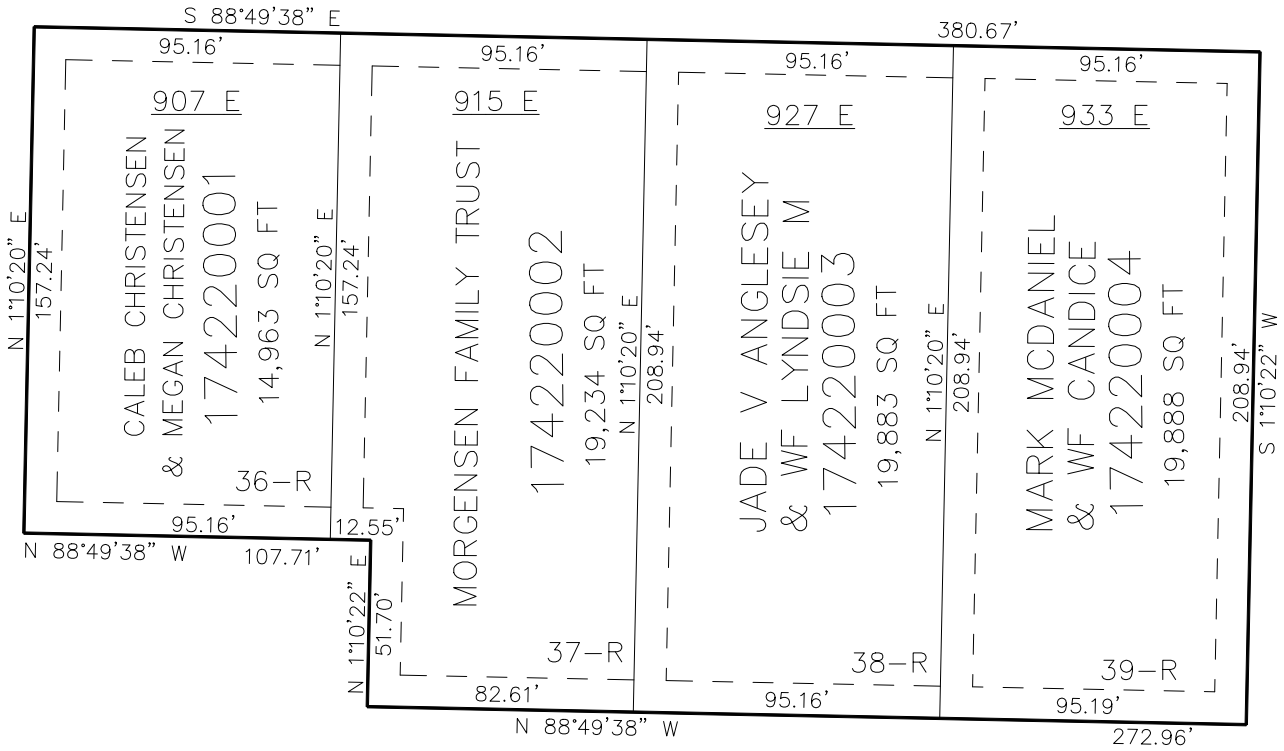 S 88°49'38" E
380.67'
95.16'
95.16'
95.16'
95.16'
907 E
915 E
927 E
933 E
N 1°10'20" E
157.24'
CALEB CHRISTENSEN
& MEGAN CHRISTENSEN
174220001
14,963 SQ FT
36-R
95.16'
N 1°10'20" E
157.24'
MORGENSEN FAMILY TRUST
174220002
19,234 SQ FT
37-R
12.55'
N 88°49'38" W
107.71'
N 1°10'22" E
51.70'
82.61'
N 1°10'20" E
208.94'
JADE V ANGLESEY
& WF LYNDSIE M
174220003
19,883 SQ FT
38-R
95.16'
N 1°10'20" E
208.94'
MARK MCDANIEL
& WF CANDICE
174220004
19,888 SQ FT
39-R
95.19'
208.94'
S 1°10'22" W
N 88°49'38" W
272.96'